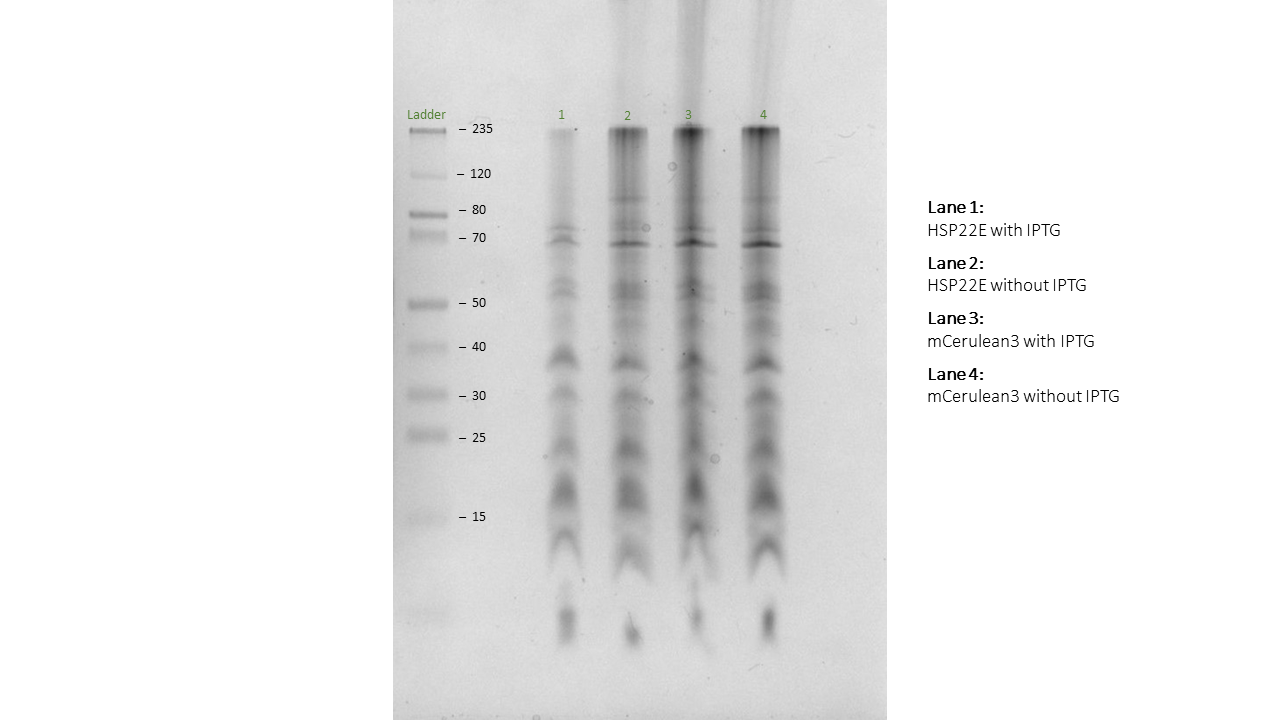 Ladder 1 2 3 4
– 235
– 120
– 80
– 70
– 50
– 40
– 30
– 25
– 15
Lane 1:
HSP22E with IPTG
Lane 2:
HSP22E without IPTG
Lane 3:
mCerulean3 with IPTG
Lane 4:
mCerulean3 without IPTG